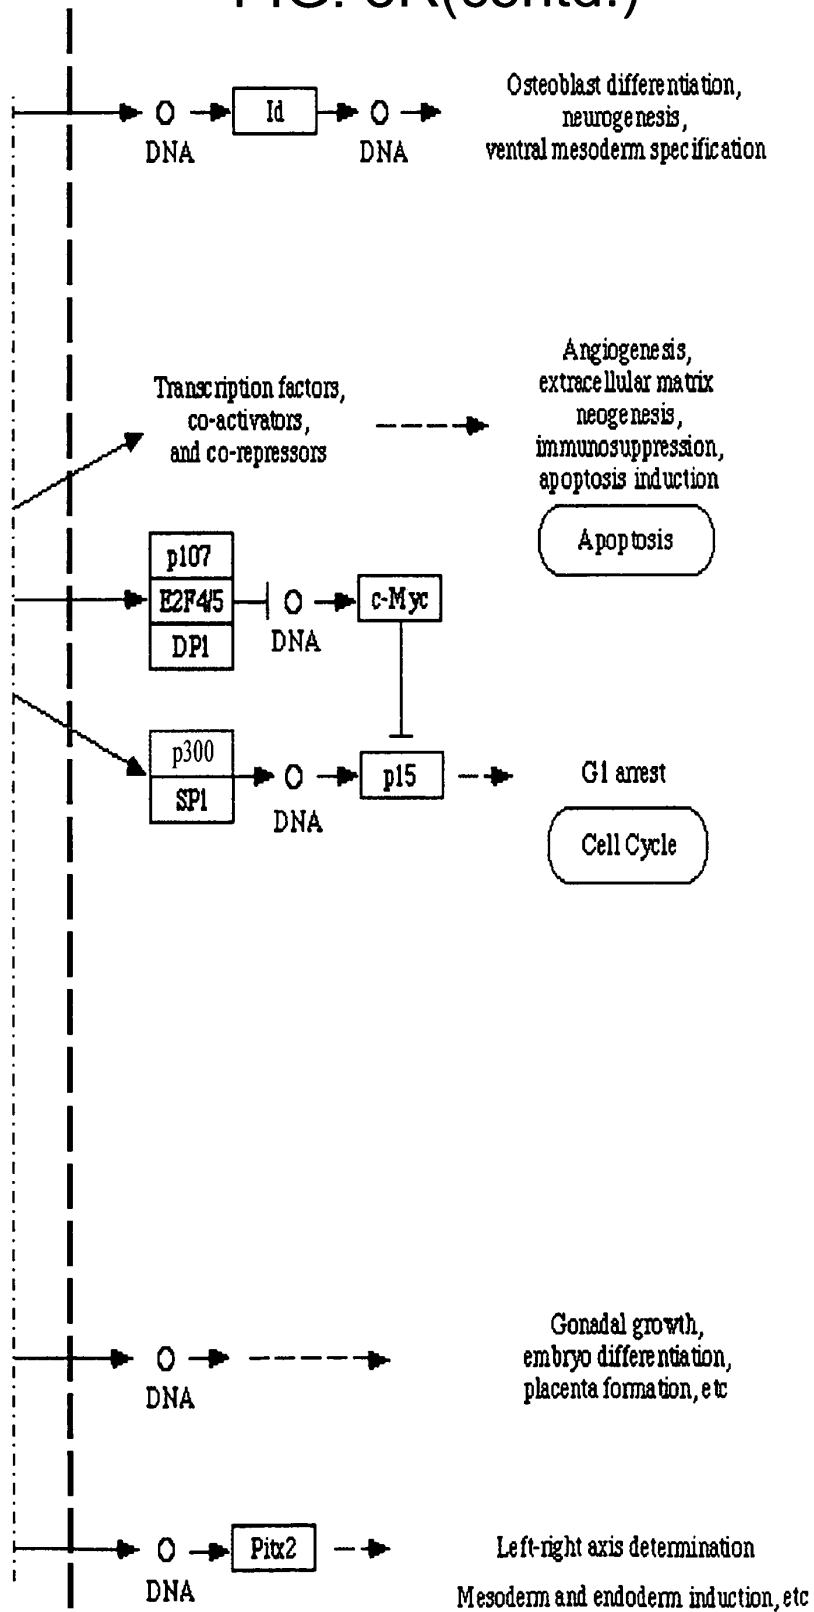 FIG. 6R(contd.)
Id
DNA
DNA
Osteoblast differentiation,
neurogenesis,
ventral mesoderm specification
Transcription factors,
co-activators,
and co-repressors
Angiogenesis,
extracellular matrix
neogenesis,
immunosuppression,
apoptosis induction
Apoptosis
p107
E2F4/5
DP1
DNA
c-Myc
p300
SP1
DNA
p15
G1 arrest
Cell Cycle
DNA
Gonadal growth,
embryo differentiation,
placenta formation, etc
DNA
Pitx2
Left-right axis determination
Mesoderm and endoderm induction, etc